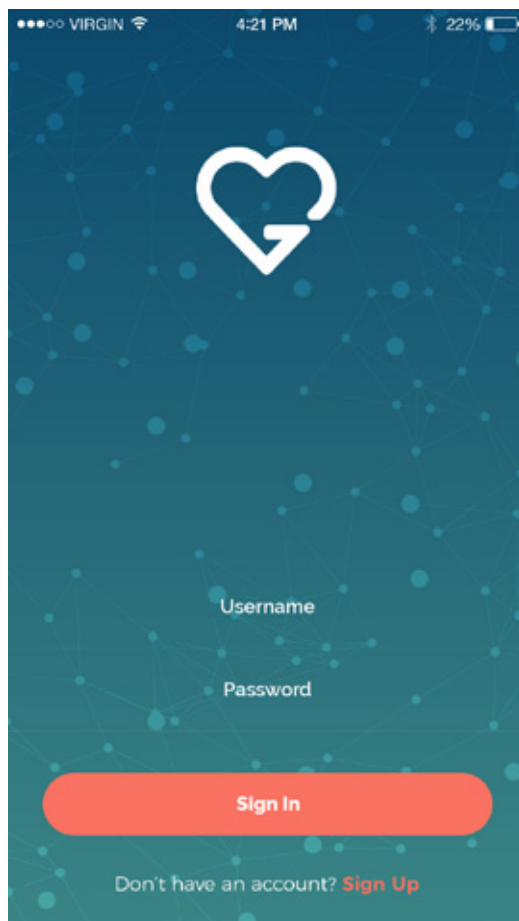 VIRGIN 4:21 PM 22%
Username
Password
Sign In
Don't have an account? Sign Up